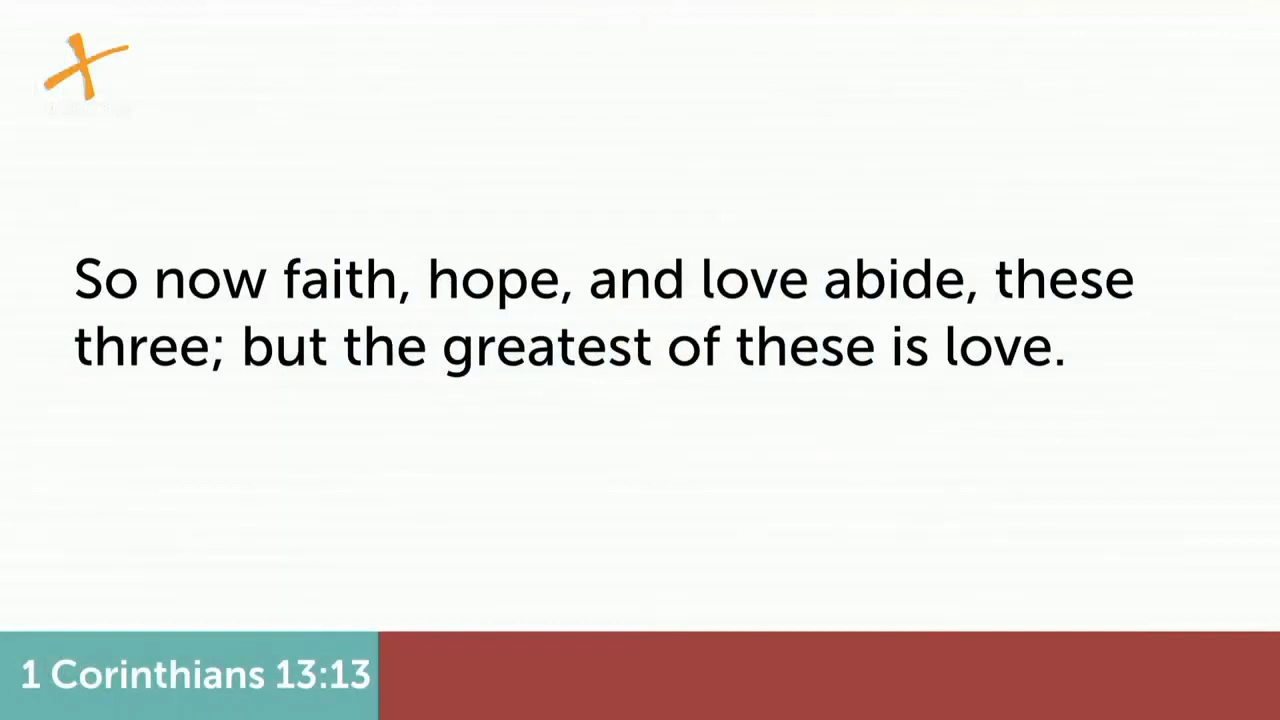 So now faith, hope, and love abide, these
three; but the greatest of these is love.
1 Corinthians 13:13